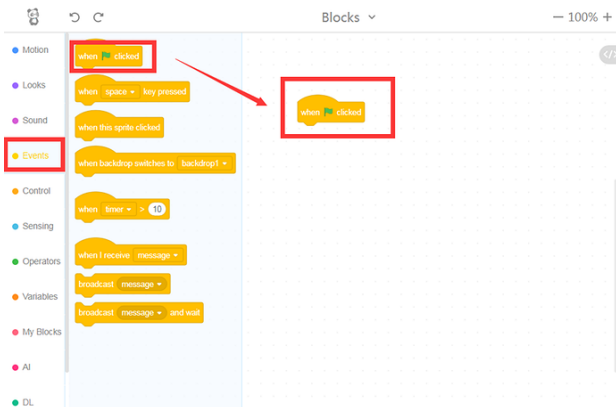 Blocks
100%
Motion
Looks
Sound
Events
Control
Sensing
Operators
Variables
My Blocks
AI
DL
when clicked
when space key pressed
when this sprite clicked
when backdrop switches to backdrop1
when timer > 10
when I receive message
broadcast message
broadcast message and wait
when clicked